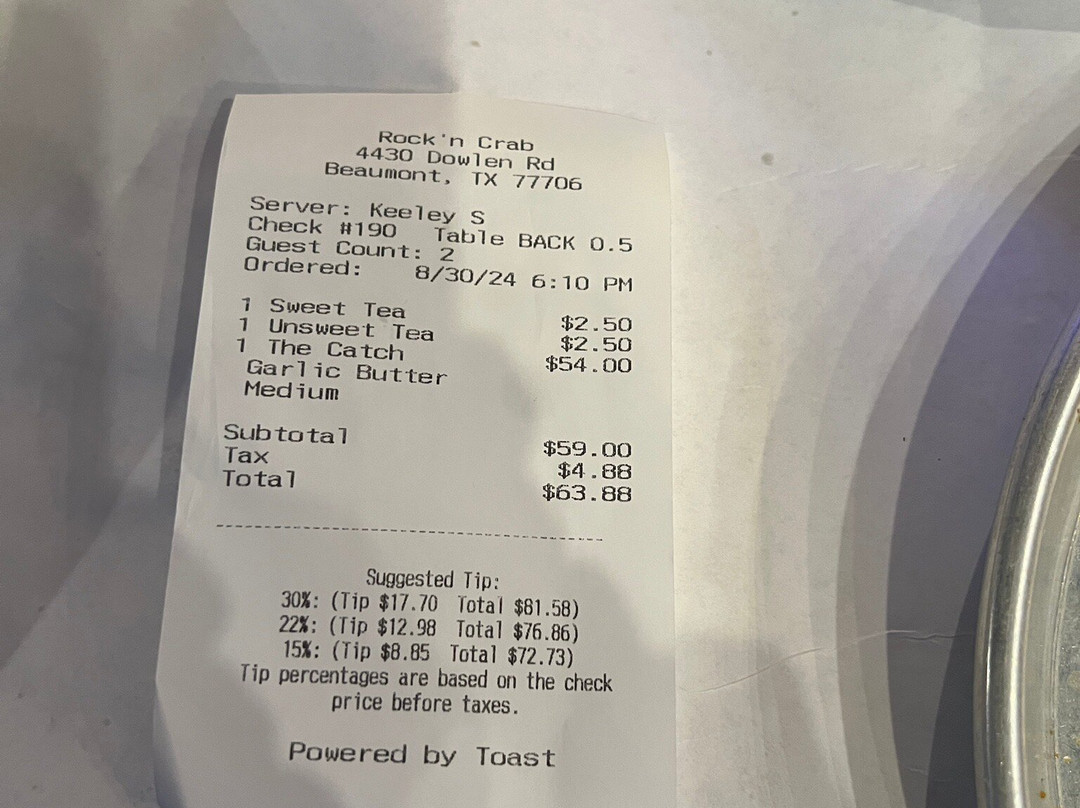 Rock'n Crab
4430 Dowlen Rd
Beaumont, TX 77706
Server: Keeley S
Check #190 Table BACK 0.5
Guest Count: 2
Ordered: 8/30/24 6:10 PM
1 Sweet Tea $2.50
1 Unsweet Tea $2.50
1 The Catch $54.00
Garlic Butter
Medium
Subtotal $59.00
Tax $4.88
Total $63.88
Suggested Tip:
30%: (Tip $17.70 Total $81.58)
22%: (Tip $12.98 Total $76.86)
15%: (Tip $8.85 Total $72.73)
Tip percentages are based on the check
price before taxes.
Powered by Toast